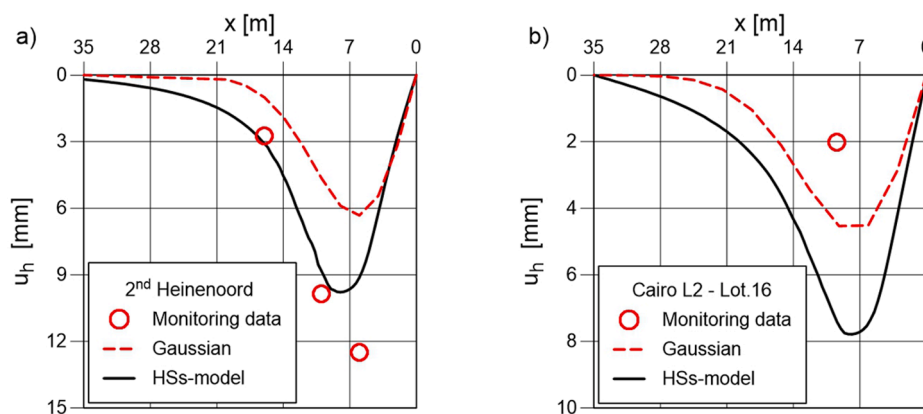 a)
x [m]
35 28 21 14 7 0
0
3
6
9
12
15
u_h [mm]
2nd Heinenoord
Monitoring data
Gaussian
HSs-model
b)
x [m]
35 28 21 14 7
0
2
4
6
8
10
u_h [mm]
Cairo L2 - Lot.16
Monitoring data
Gaussian
HSs-model